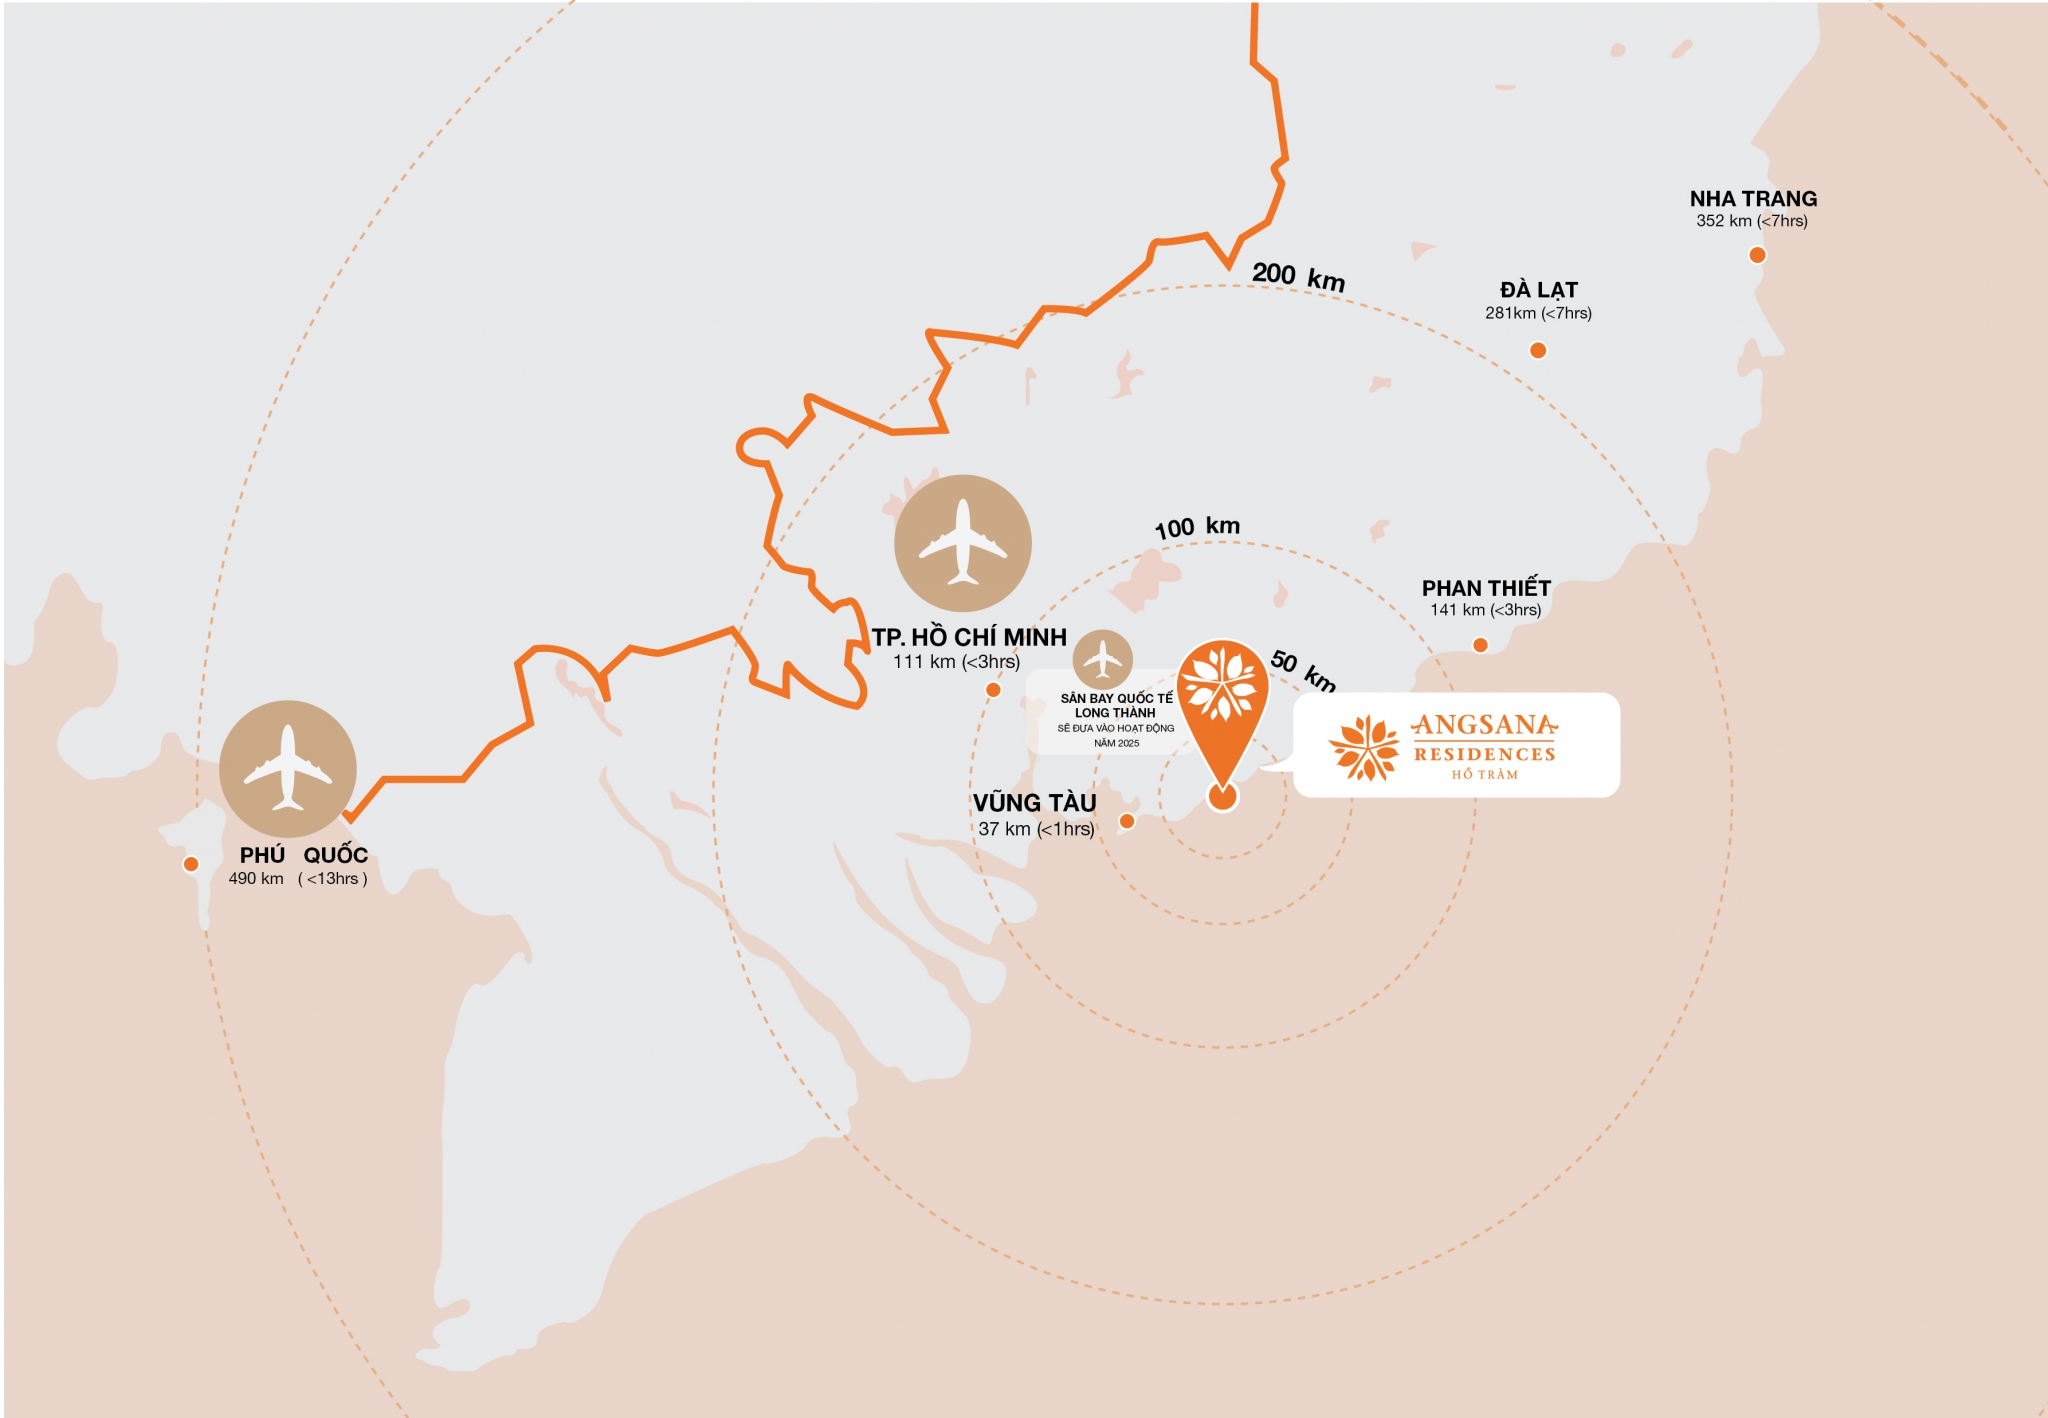 NHA TRANG
352 km (<7hrs)
200 km
ĐÀ LẠT
281km (<7hrs)
100 km
PHAN THIẾT
141 km (<3hrs)
TP. HỒ CHÍ MINH
111 km (<3hrs)
50 km
SÂN BAY QUỐC TẾ
LONG THÀNH
SẼ ĐƯA VÀO HOẠT ĐỘNG
NĂM 2025
ANGSANA
RESIDENCES
HỒ TRÀM
VŨNG TÀU
37 km (<1hrs)
PHÚ QUỐC
490 km ( <13hrs )